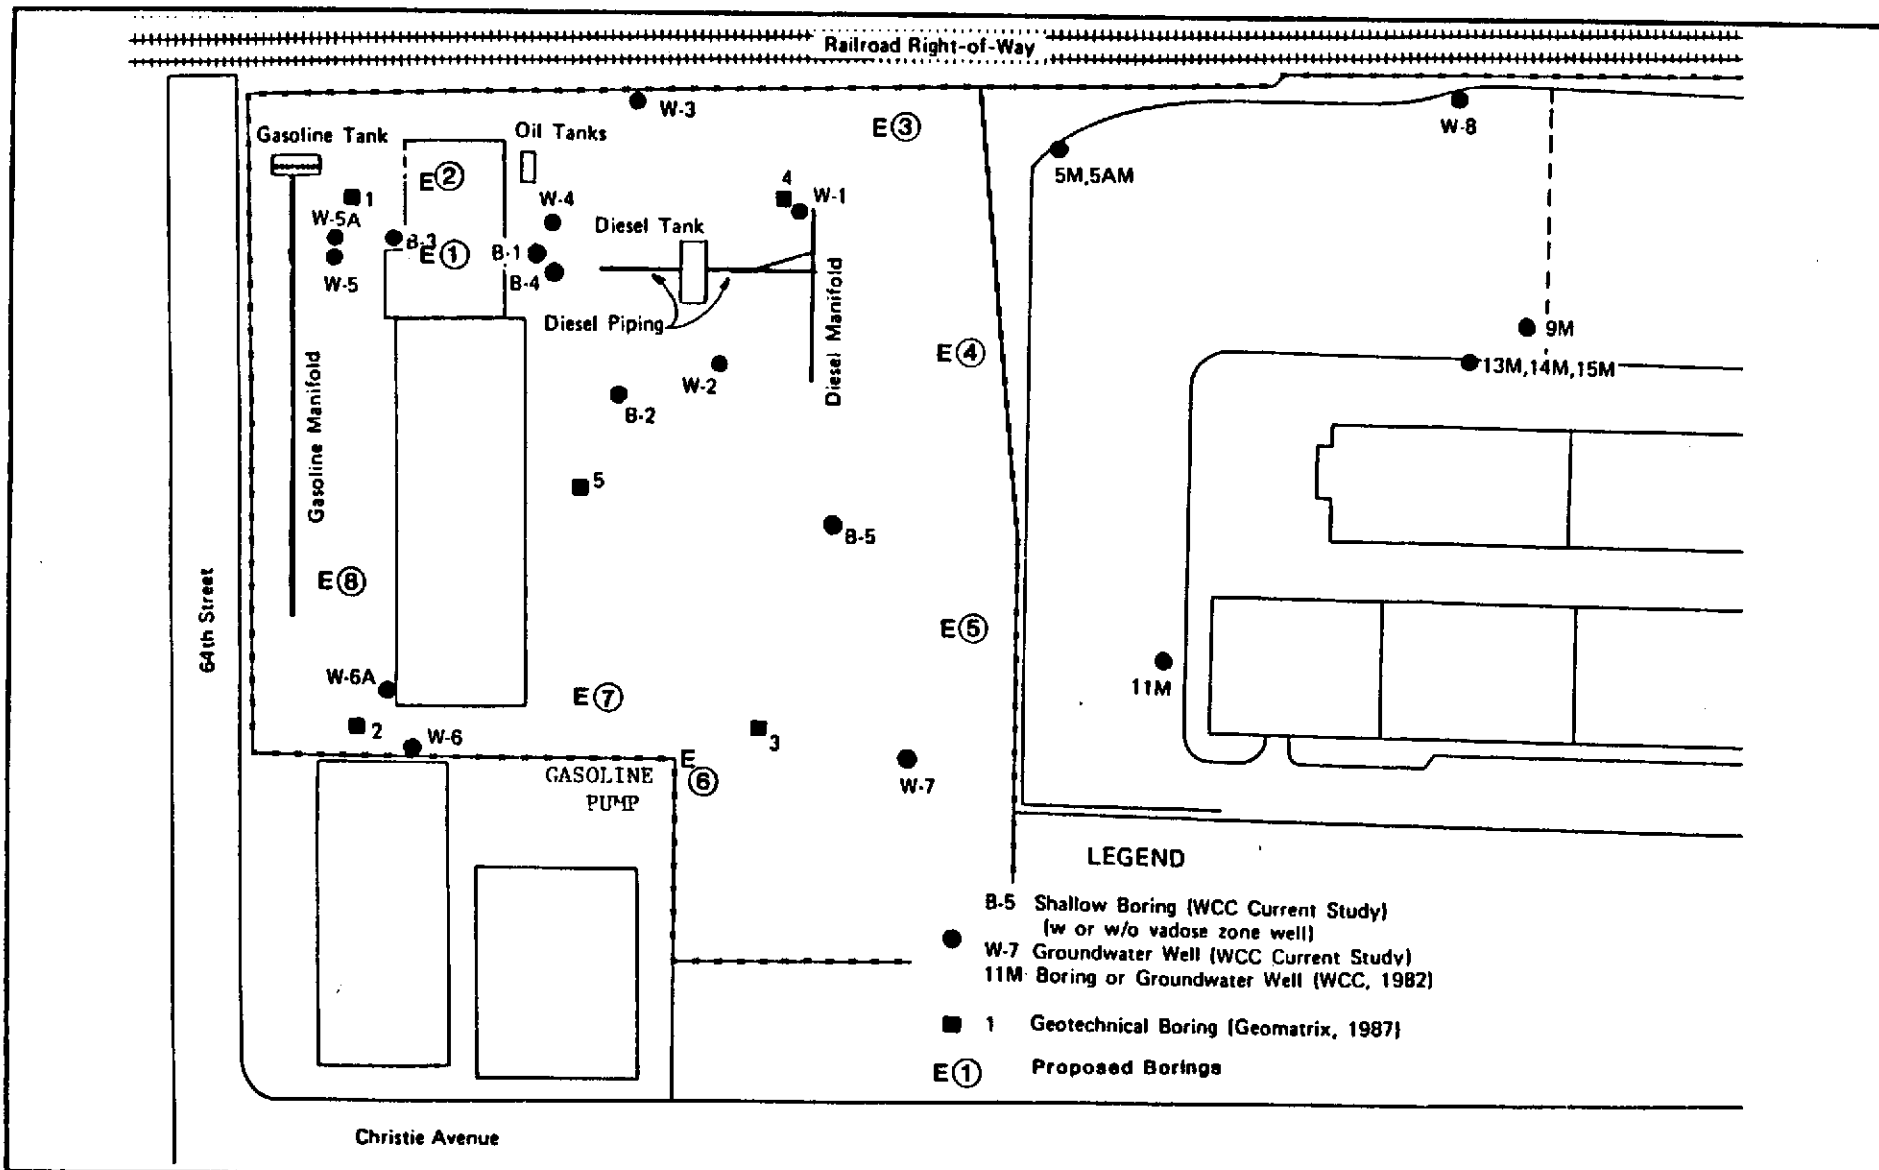 Railroad Right-of-Way
W-3
E③
W-8
Gasoline Tank
Oil Tanks
5M,5AM
E②
1
4
W-1
W-4
W-5A
Diesel Tank
B-3
E①
B-1
W-5
B-4
Diesel Piping
Diesel Manifold
9M
E④
13M,14M,15M
W-2
B-2
Gasoline Manifold
5
B-5
E⑧
64th Street
E⑤
W-6A
11M
E⑦
2
W-6
3
E⑥
GASOLINE
PUMP
W-7
LEGEND
B-5 Shallow Boring (WCC Current Study)
(w or w/o vadose zone well)
W-7 Groundwater Well (WCC Current Study)
11M Boring or Groundwater Well (WCC, 1982)
1 Geotechnical Boring (Geomatrix, 1987)
E① Proposed Borings
Christie Avenue